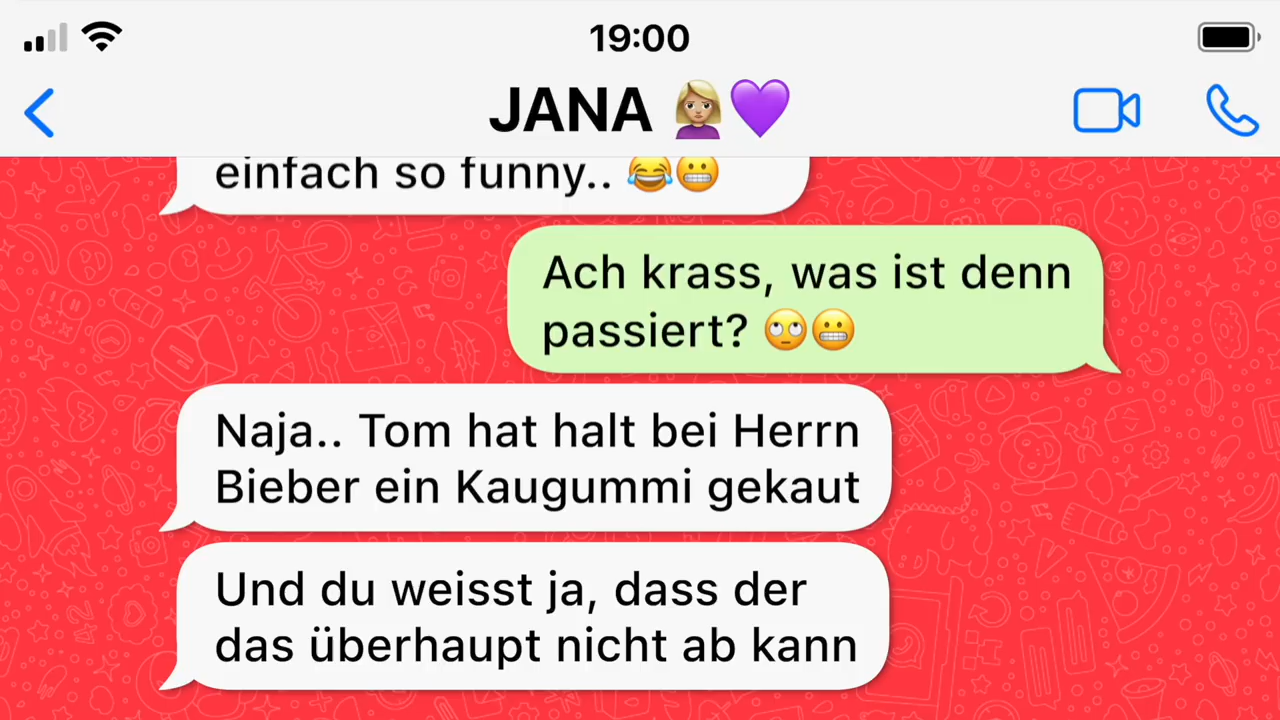 19:00
JANA 🙍🏼‍♀️💜
einfach so funny.. 😂😬
Ach krass, was ist denn
passiert? 🙄😬
Naja.. Tom hat halt bei Herrn
Bieber ein Kaugummi gekaut
Und du weisst ja, dass der
das überhaupt nicht ab kann